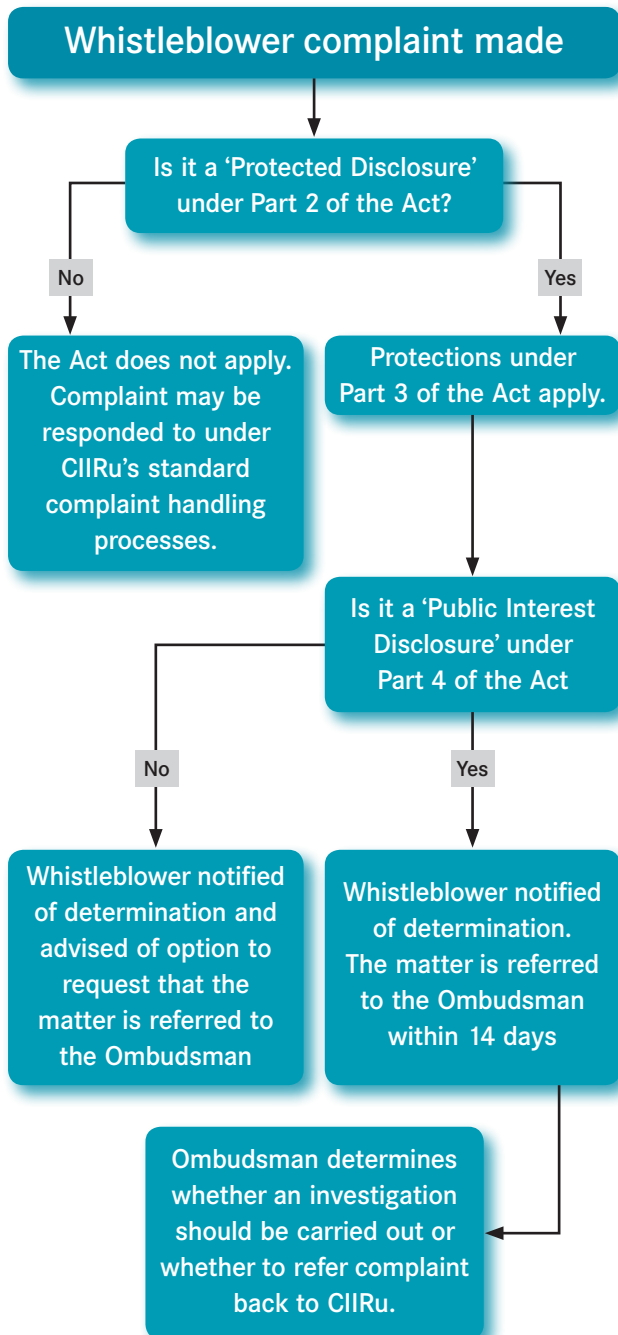 Whistleblower complaint made
Is it a ‘Protected Disclosure’
under Part 2 of the Act?
No
Yes
The Act does not apply.
Complaint may be
responded to under
CIIRu’s standard
complaint handling
processes.
Protections under
Part 3 of the Act apply.
Is it a ‘Public Interest
Disclosure’ under
Part 4 of the Act
No
Yes
Whistleblower notified
of determination and
advised of option to
request that the
matter is referred to
the Ombudsman
Whistleblower notified
of determination.
The matter is referred
to the Ombudsman
within 14 days
Ombudsman determines
whether an investigation
should be carried out or
whether to refer complaint
back to CIIRu.